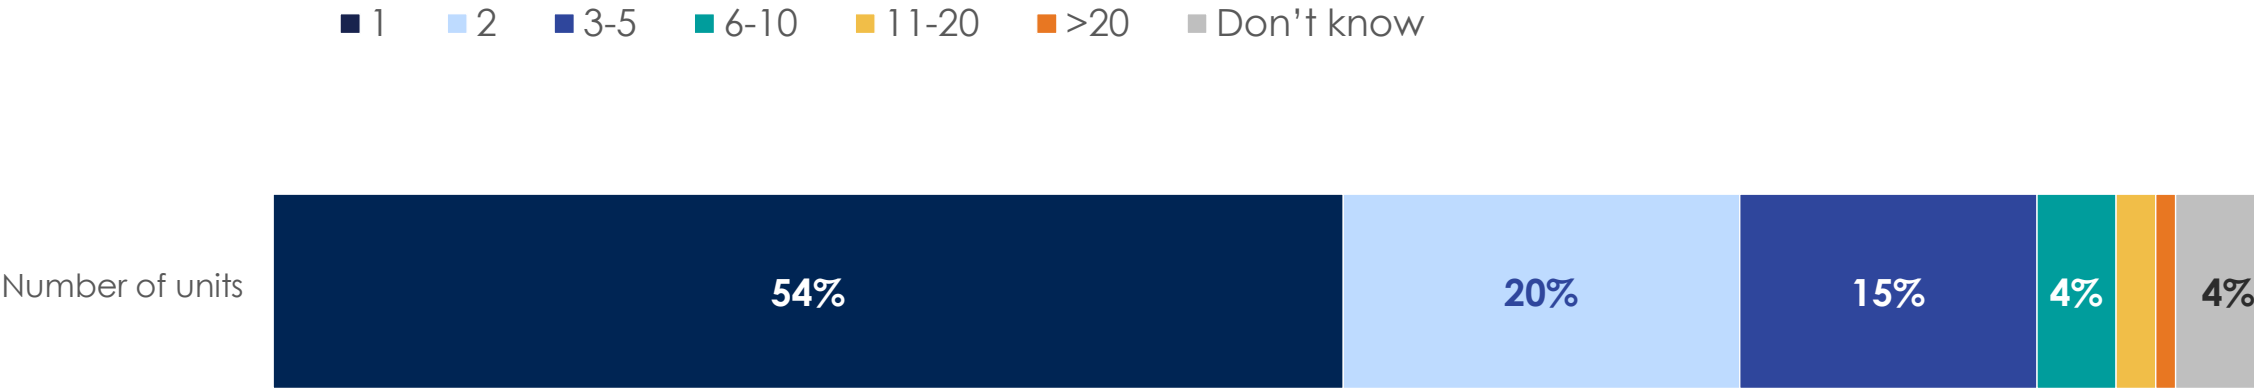 1 2 3-5 6-10 11-20 >20 Don’t know
Number of units 54% 20% 15% 4% 4%